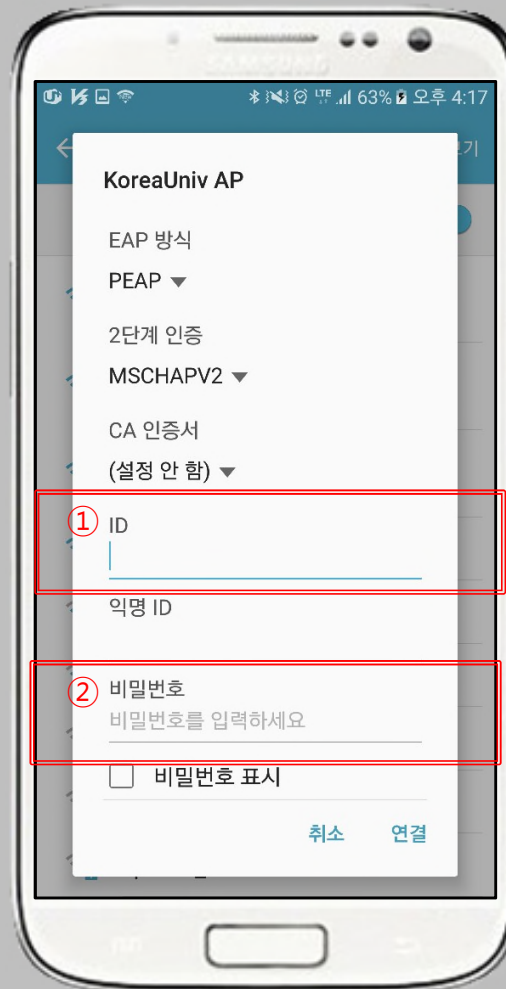 LTE 63% 오후 4:17
KoreaUniv AP
EAP 방식
PEAP
2단계 인증
MSCHAPV2
CA 인증서
(설정 안 함)
① ID
익명 ID
② 비밀번호
비밀번호를 입력하세요
비밀번호 표시
취소 연결